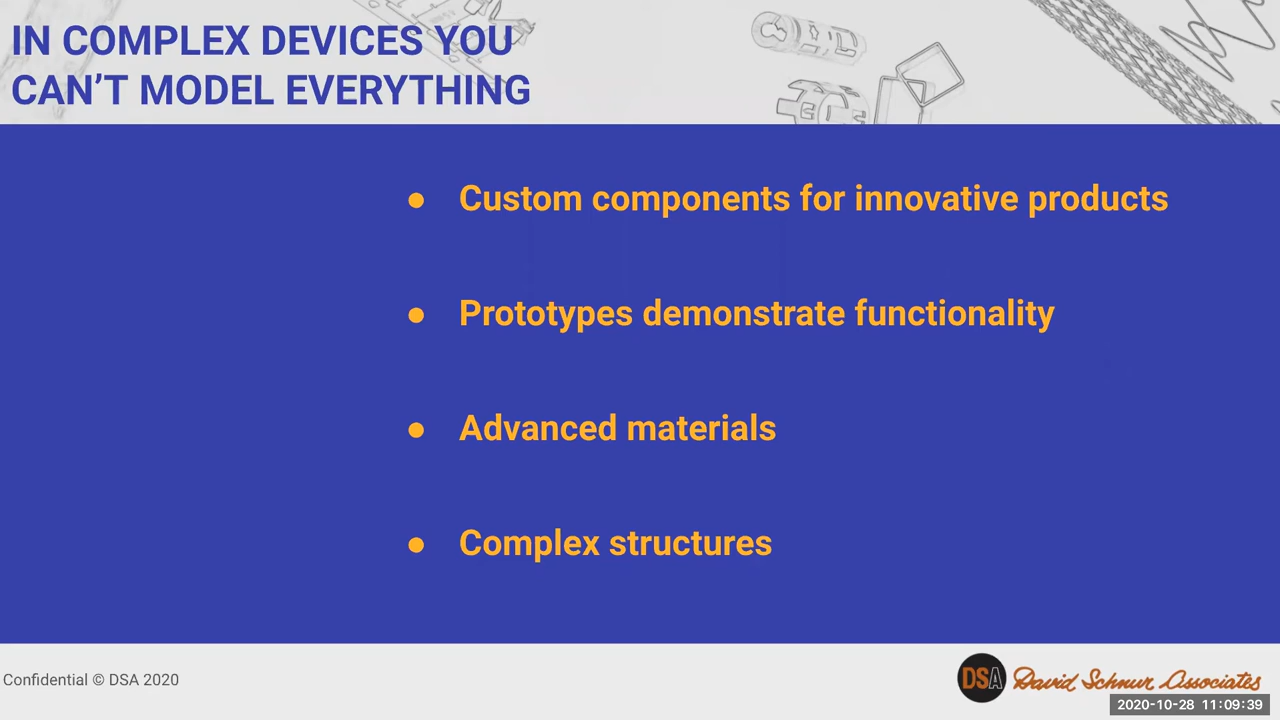 IN COMPLEX DEVICES YOU
CAN'T MODEL EVERYTHING
● Custom components for innovative products
● Prototypes demonstrate functionality
● Advanced materials
● Complex structures
Confidential © DSA 2020
DSA David Schnur Associates
2020-10-28 11:09:39